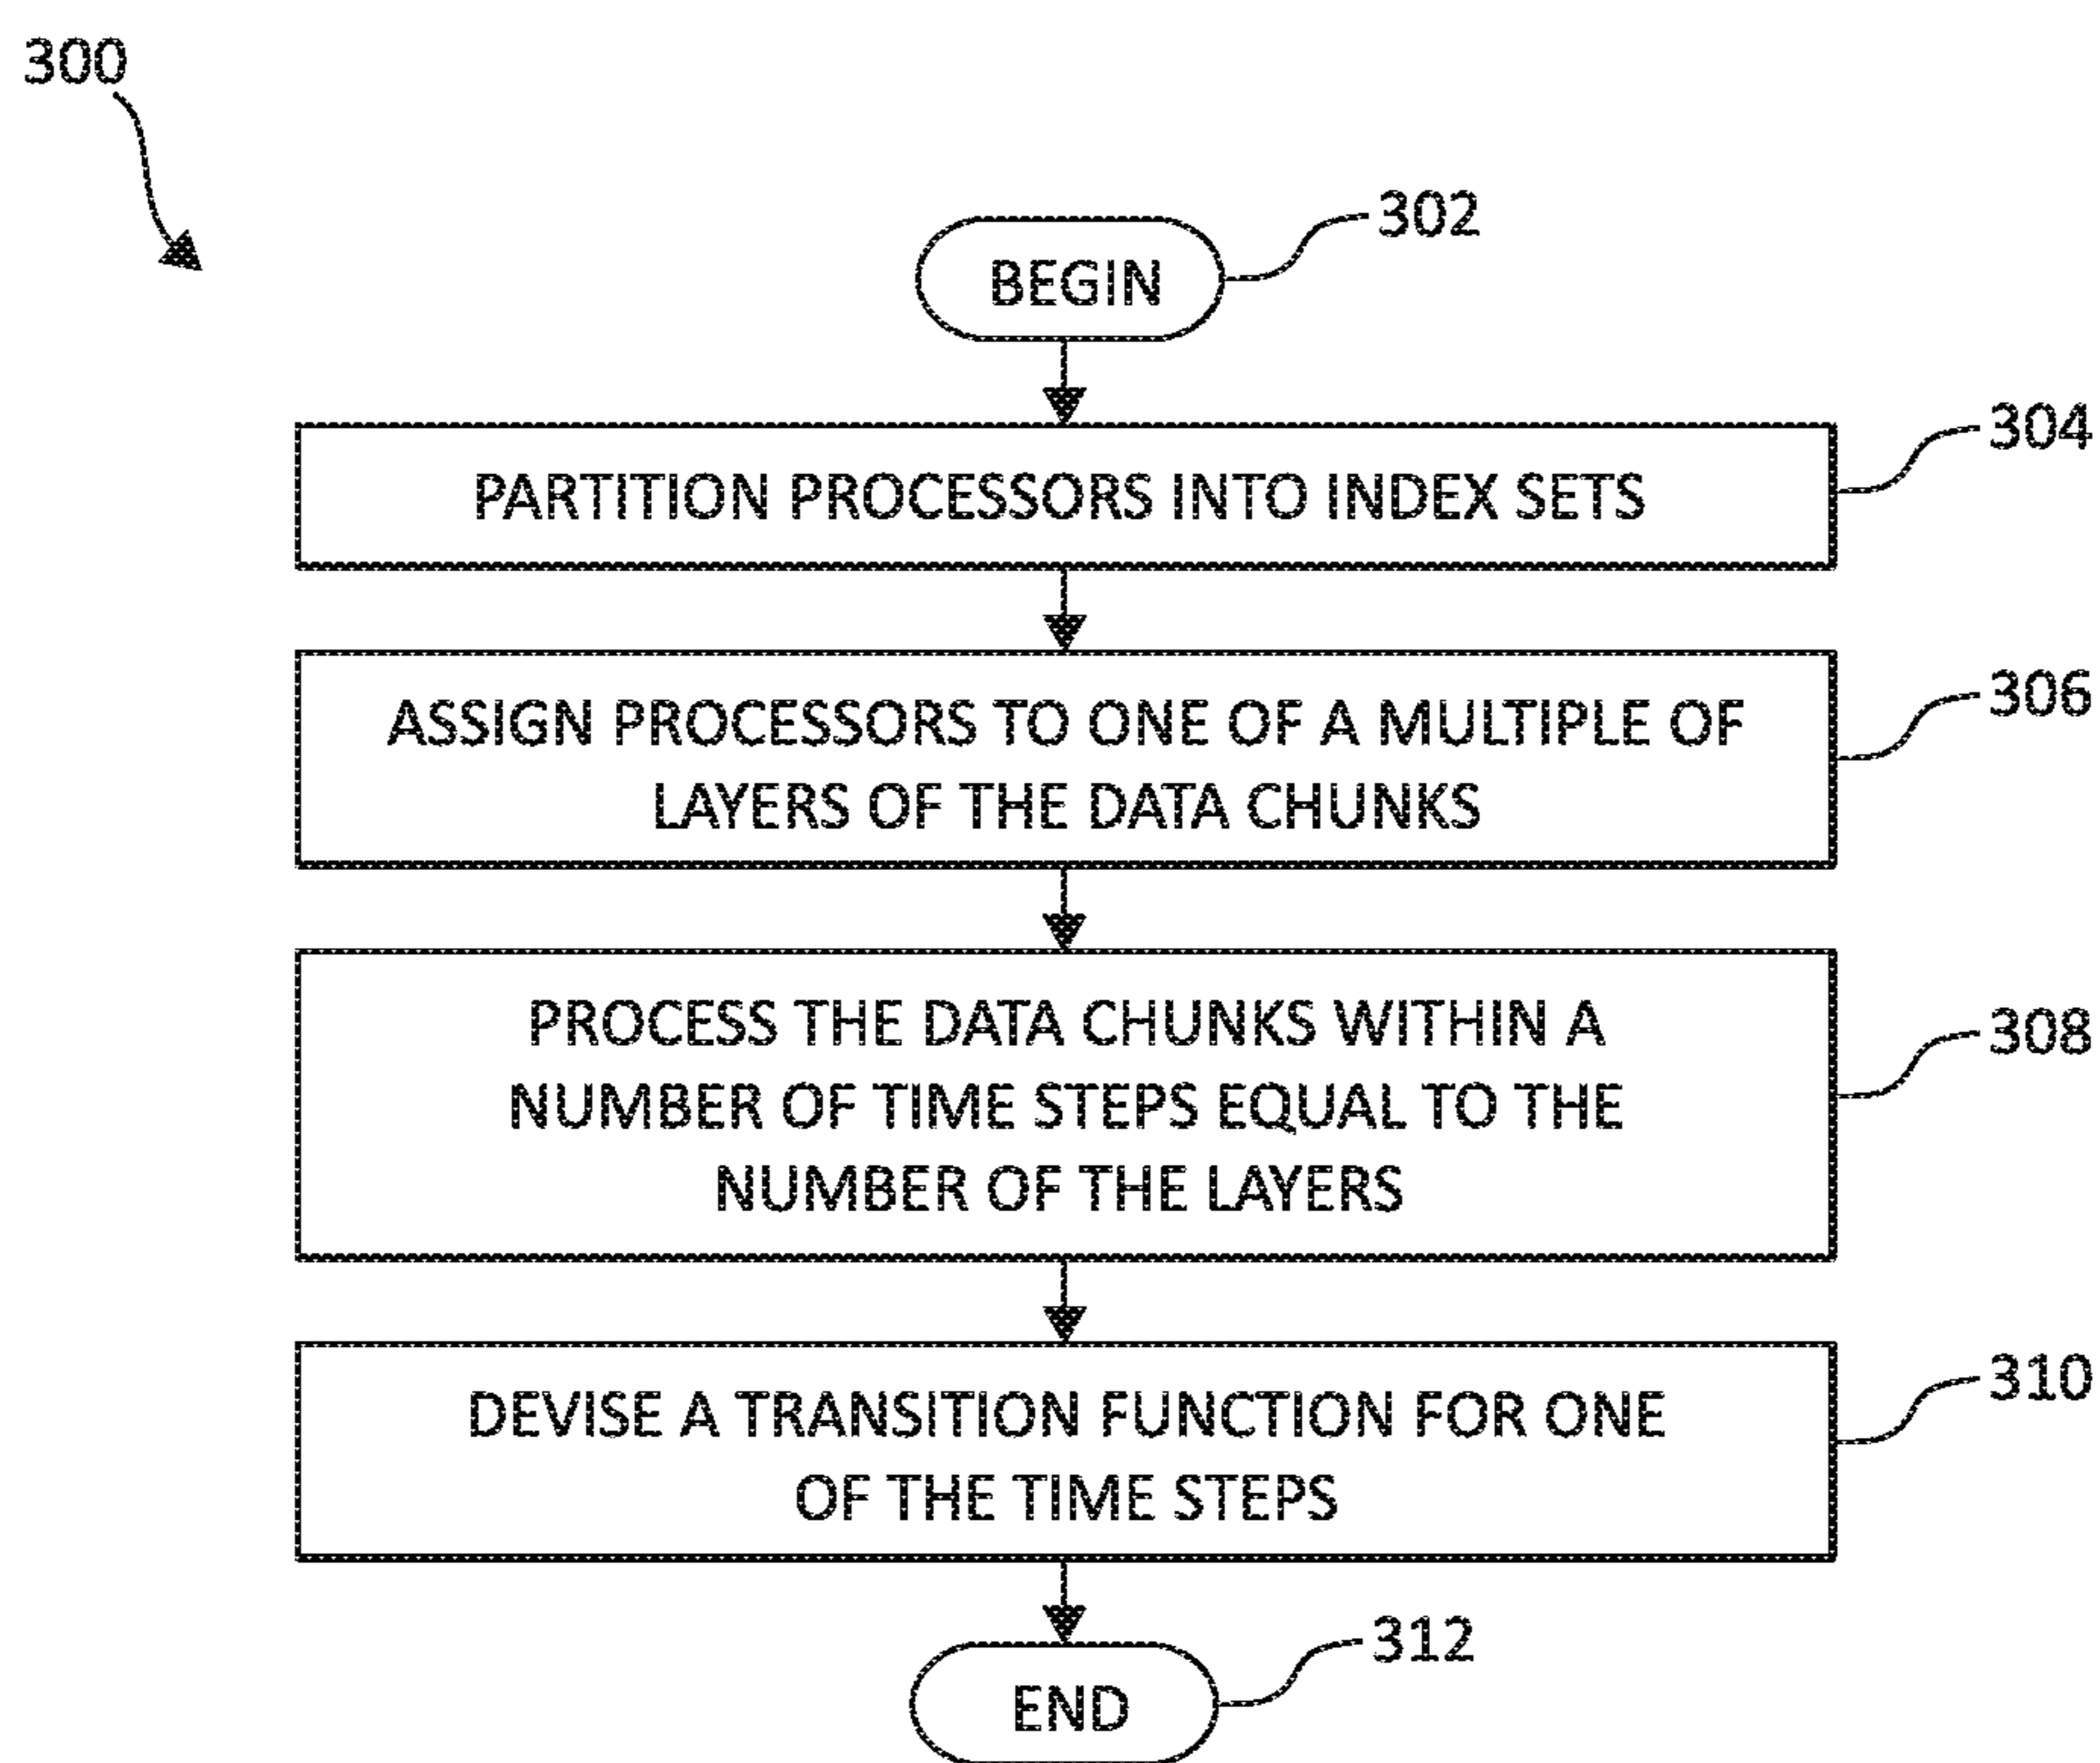 300
302
BEGIN
304
PARTITION PROCESSORS INTO INDEX SETS
306
ASSIGN PROCESSORS TO ONE OF A MULTIPLE OF
LAYERS OF THE DATA CHUNKS
308
PROCESS THE DATA CHUNKS WITHIN A
NUMBER OF TIME STEPS EQUAL TO THE
NUMBER OF THE LAYERS
310
DEVISE A TRANSITION FUNCTION FOR ONE
OF THE TIME STEPS
312
END